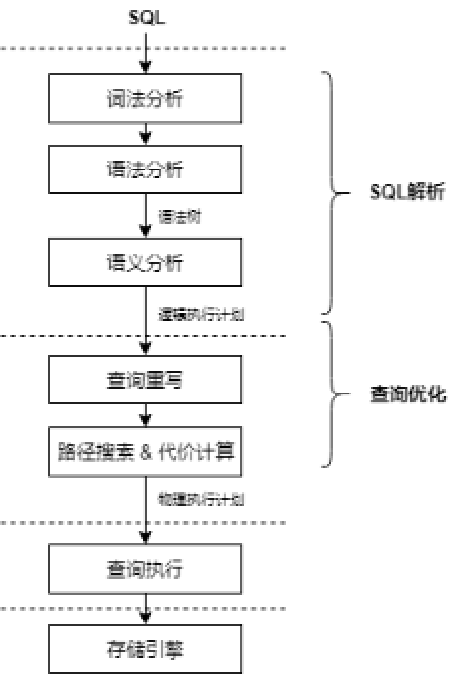 SQL
词法分析
语法分析
SQL解析
语法树
语义分析
逻辑执行计划
查询重写
查询优化
路径搜索 & 代价计算
物理执行计划
查询执行
存储引擎